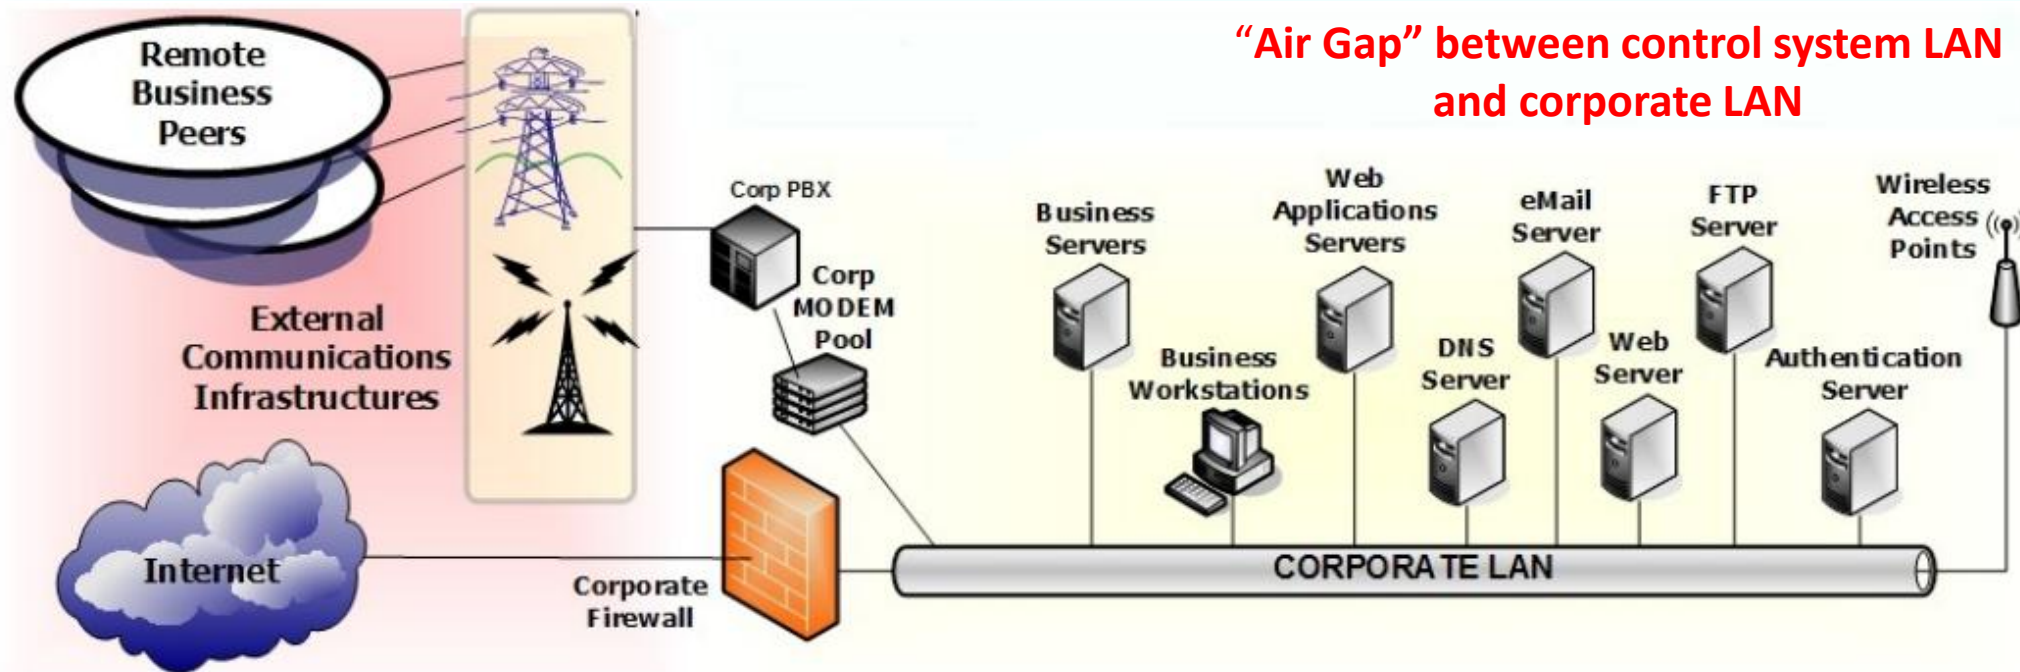 “Air Gap” between control system LAN
and corporate LAN
Remote
Business
Peers
External
Communications
Infrastructures
Internet
Corp PBX
Corp
MODEM
Pool
Corporate
Firewall
Business
Servers
Business
Workstations
Web
Applications
Servers
DNS
Server
eMail
Server
Web
Server
FTP
Server
Authentication
Server
Wireless
Access
Points
CORPORATE LAN